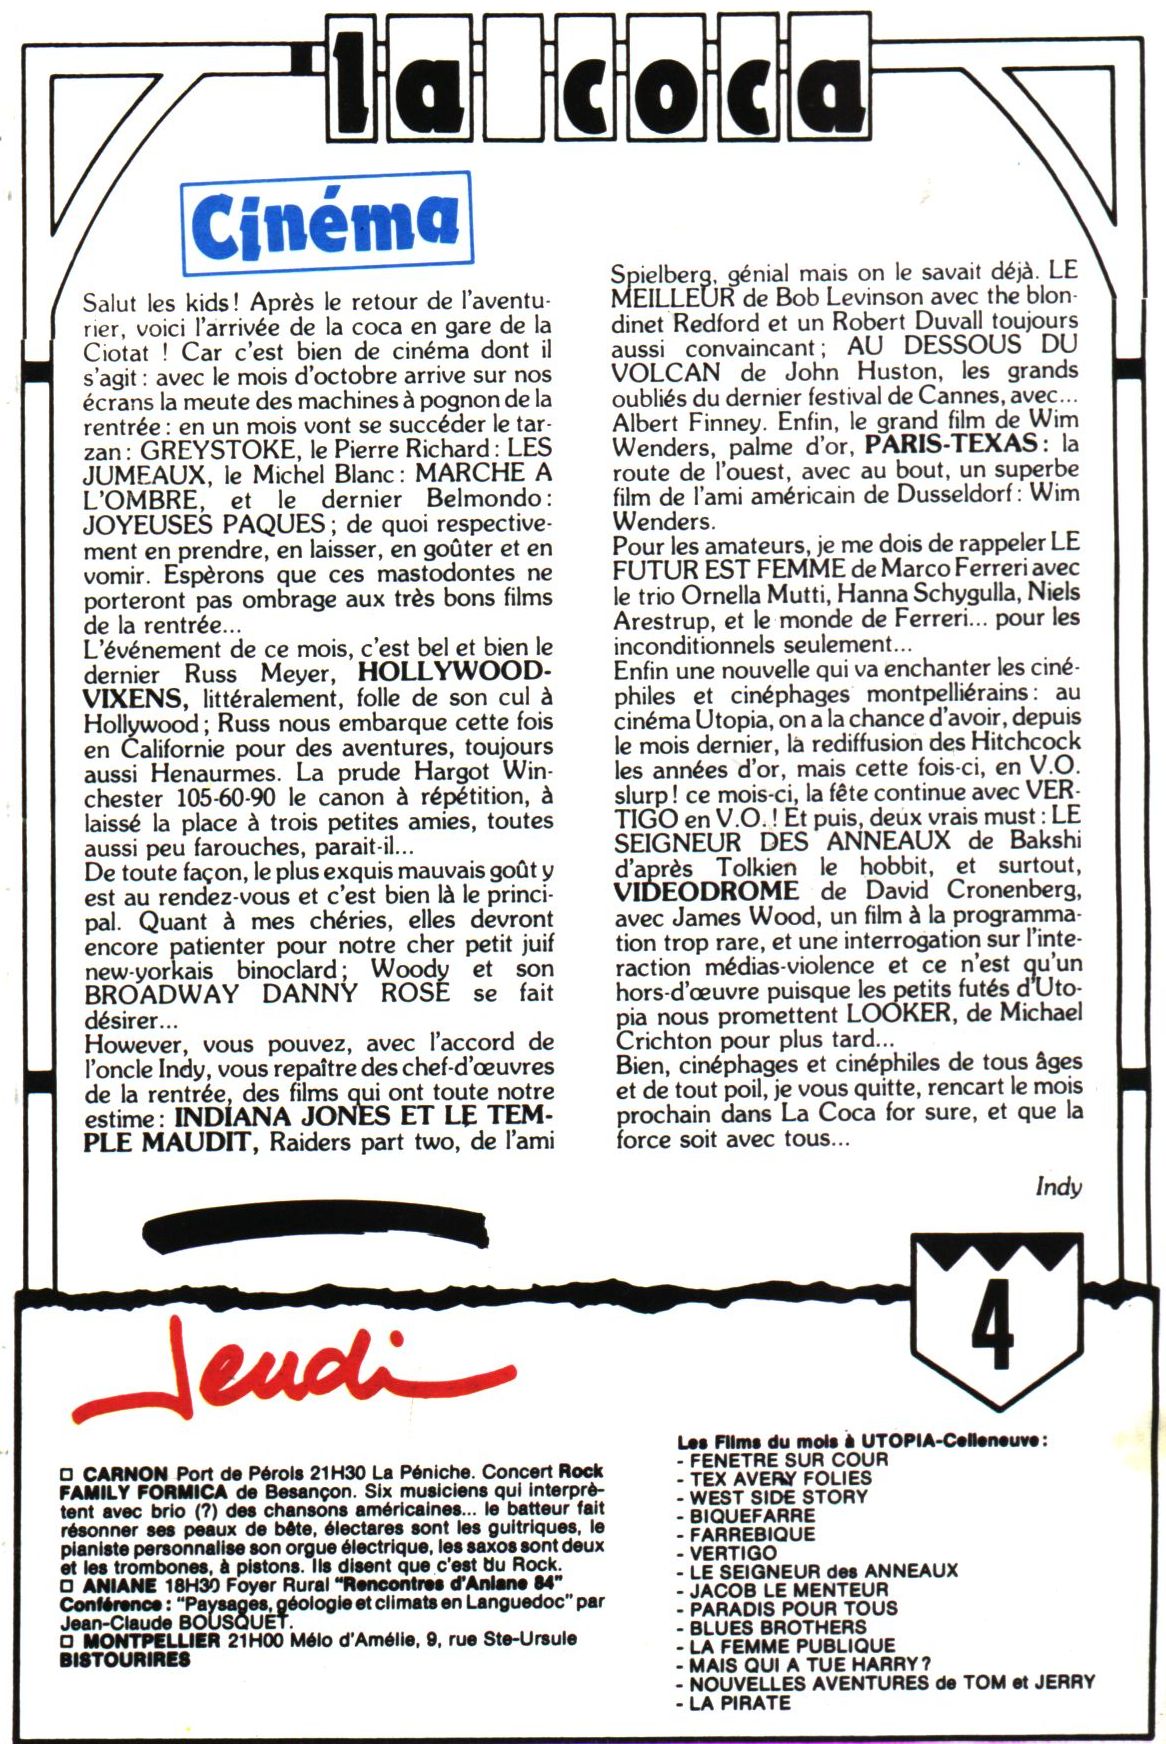 la coca
Cinéma
Salut les kids! Après le retour de l'aventu-
rier, voici l'arrivée de la coca en gare de la
Ciotat ! Car c'est bien de cinéma dont il
s'agit : avec le mois d'octobre arrive sur nos
écrans la meute des machines à pognon de la
rentrée : en un mois vont se succéder le tar-
zan : GREYSTOKE, le Pierre Richard : LES
JUMEAUX, le Michel Blanc : MARCHE A
L'OMBRE, et le dernier Belmondo :
JOYEUSES PAQUES ; de quoi respective-
ment en prendre, en laisser, en goûter et en
vomir. Espèrons que ces mastodontes ne
porteront pas ombrage aux très bons films
de la rentrée...
L'événement de ce mois, c'est bel et bien le
dernier Russ Meyer, HOLLYWOOD-
VIXENS, littéralement, folle de son cul à
Hollywood ; Russ nous embarque cette fois
en Californie pour des aventures, toujours
aussi Henaurmes. La prude Hargot Win-
chester 105-60-90 le canon à répétition, à
laissé la place à trois petites amies, toutes
aussi peu farouches, parait-il...
De toute façon, le plus exquis mauvais goût y
est au rendez-vous et c'est bien là le princi-
pal. Quant à mes chéries, elles devront
encore patienter pour notre cher petit juif
new-yorkais binoclard ; Woody et son
BROADWAY DANNY ROSE se fait
désirer...
However, vous pouvez, avec l'accord de
l'oncle Indy, vous repaître des chef-d'œuvres
de la rentrée, des films qui ont toute notre
estime : INDIANA JONES ET LE TEM-
PLE MAUDIT, Raiders part two, de l'ami
Spielberg, génial mais on le savait déjà. LE
MEILLEUR de Bob Levinson avec the blon-
dinet Redford et un Robert Duvall toujours
aussi convaincant ; AU DESSOUS DU
VOLCAN de John Huston, les grands
oubliés du dernier festival de Cannes, avec...
Albert Finney. Enfin, le grand film de Wim
Wenders, palme d'or, PARIS-TEXAS : la
route de l'ouest, avec au bout, un superbe
film de l'ami américain de Dusseldorf : Wim
Wenders.
Pour les amateurs, je me dois de rappeler LE
FUTUR EST FEMME de Marco Ferreri avec
le trio Ornella Mutti, Hanna Schygulla, Niels
Arestrup, et le monde de Ferreri... pour les
inconditionnels seulement...
Enfin une nouvelle qui va enchanter les ciné-
philes et cinéphages montpelliérains : au
cinéma Utopia, on a la chance d'avoir, depuis
le mois dernier, la rediffusion des Hitchcock
les années d'or, mais cette fois-ci, en V.O.
slurp ! ce mois-ci, la fête continue avec VER-
TIGO en V.O. ! Et puis, deux vrais must : LE
SEIGNEUR DES ANNEAUX de Bakshi
d'après Tolkien le hobbit, et surtout,
VIDEODROME de David Cronenberg,
avec James Wood, un film à la programma-
tion trop rare, et une interrogation sur l'inte-
raction médias-violence et ce n'est qu'un
hors-d'œuvre puisque les petits futés d'Uto-
pia nous promettent LOOKER, de Michael
Crichton pour plus tard...
Bien, cinéphages et cinéphiles de tous âges
et de tout poil, je vous quitte, rencart le mois
prochain dans La Coca for sure, et que la
force soit avec tous...
Indy
Jeudi
4
□ CARNON Port de Pérols 21H30 La Péniche. Concert Rock
FAMILY FORMICA de Besançon. Six musiciens qui interprè-
tent avec brio (?) des chansons américaines... le batteur fait
résonner ses peaux de bête, électares sont les guitriques, le
pianiste personnalise son orgue électrique, les saxos sont deux
et les trombones, à pistons. Ils disent que c'est du Rock.
□ ANIANE 18H30 Foyer Rural "Rencontres d'Aniane 84"
Conférence : "Paysages, géologie et climats en Languedoc" par
Jean-Claude BOUSQUET.
□ MONTPELLIER 21H00 Mélo d'Amélie, 9, rue Ste-Ursule
BISTOURIRES
Les Films du mois à UTOPIA-Celleneuve :
- FENETRE SUR COUR
- TEX AVERY FOLIES
- WEST SIDE STORY
- BIQUEFARRE
- FARREBIQUE
- VERTIGO
- LE SEIGNEUR des ANNEAUX
- JACOB LE MENTEUR
- PARADIS POUR TOUS
- BLUES BROTHERS
- LA FEMME PUBLIQUE
- MAIS QUI A TUE HARRY ?
- NOUVELLES AVENTURES de TOM et JERRY
- LA PIRATE